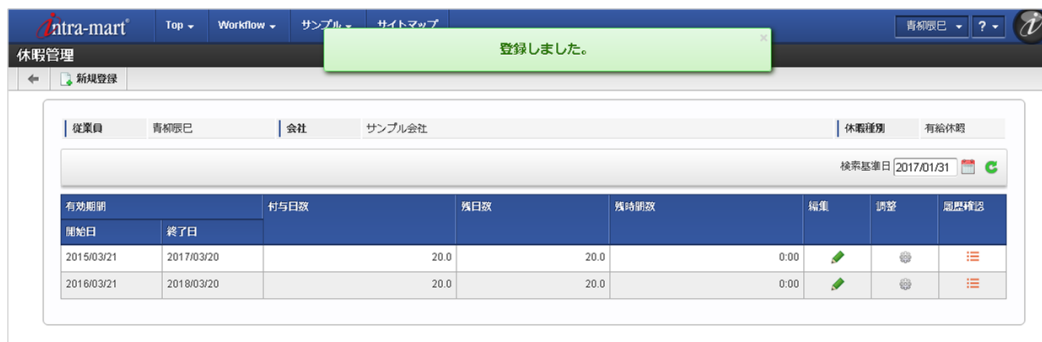 intra-mart Top Workflow サンプル サイトマップ 青柳辰巳 ?
登録しました。 ×
休暇管理
新規登録
従業員 青柳辰巳 会社 サンプル会社 休暇種別 有給休暇
検索基準日 2017/01/31
有効期間 付与日数 残日数 残時間数 編集 調整 履歴確認
開始日 終了日
2015/03/21 2017/03/20 20.0 20.0 0:00
2016/03/21 2018/03/20 20.0 20.0 0:00